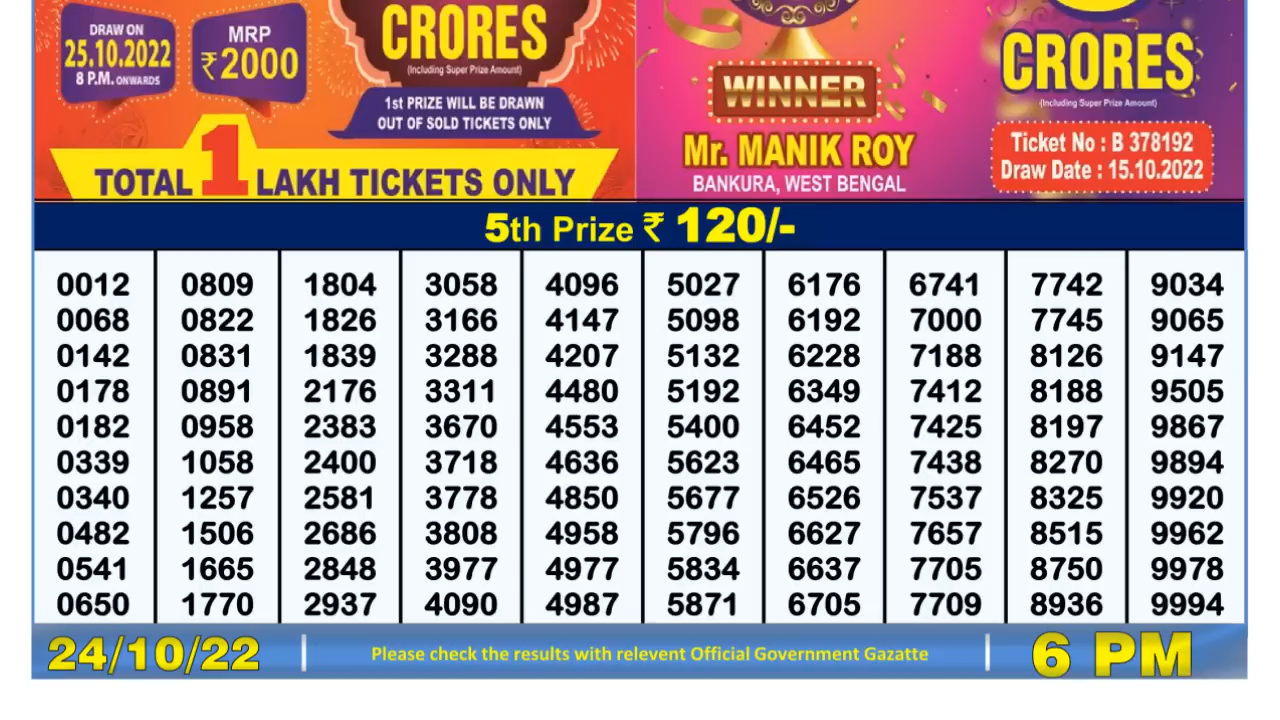 DRAW ON
25.10.2022
8 P.M. ONWARDS
MRP
₹2000
CRORES
(Including Super Prize Amount)
1st PRIZE WILL BE DRAWN
OUT OF SOLD TICKETS ONLY
TOTAL 1 LAKH TICKETS ONLY
WINNER
Mr. MANIK ROY
BANKURA, WEST BENGAL
CRORES
(Including Super Prize Amount)
Ticket No : B 378192
Draw Date : 15.10.2022
5th Prize ₹ 120/-
0012 0809 1804 3058 4096 5027 6176 6741 7742 9034
0068 0822 1826 3166 4147 5098 6192 7000 7745 9065
0142 0831 1839 3288 4207 5132 6228 7188 8126 9147
0178 0891 2176 3311 4480 5192 6349 7412 8188 9505
0182 0958 2383 3670 4553 5400 6452 7425 8197 9867
0339 1058 2400 3718 4636 5623 6465 7438 8270 9894
0340 1257 2581 3778 4850 5677 6526 7537 8325 9920
0482 1506 2686 3808 4958 5796 6627 7657 8515 9962
0541 1665 2848 3977 4977 5834 6637 7705 8750 9978
0650 1770 2937 4090 4987 5871 6705 7709 8936 9994
24/10/22 | Please check the results with relevent Official Government Gazatte | 6 PM